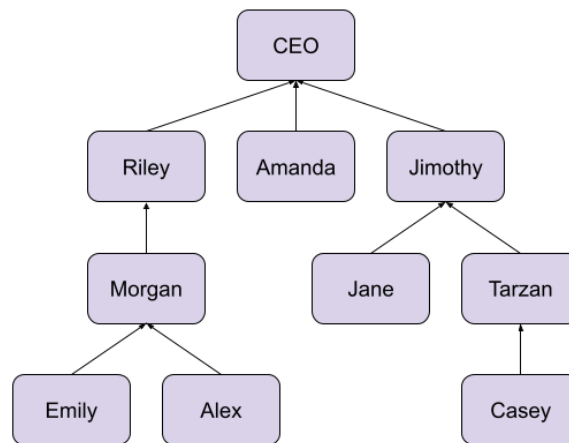 CEO
Riley
Amanda
Jimothy
Morgan
Jane
Tarzan
Emily
Alex
Casey